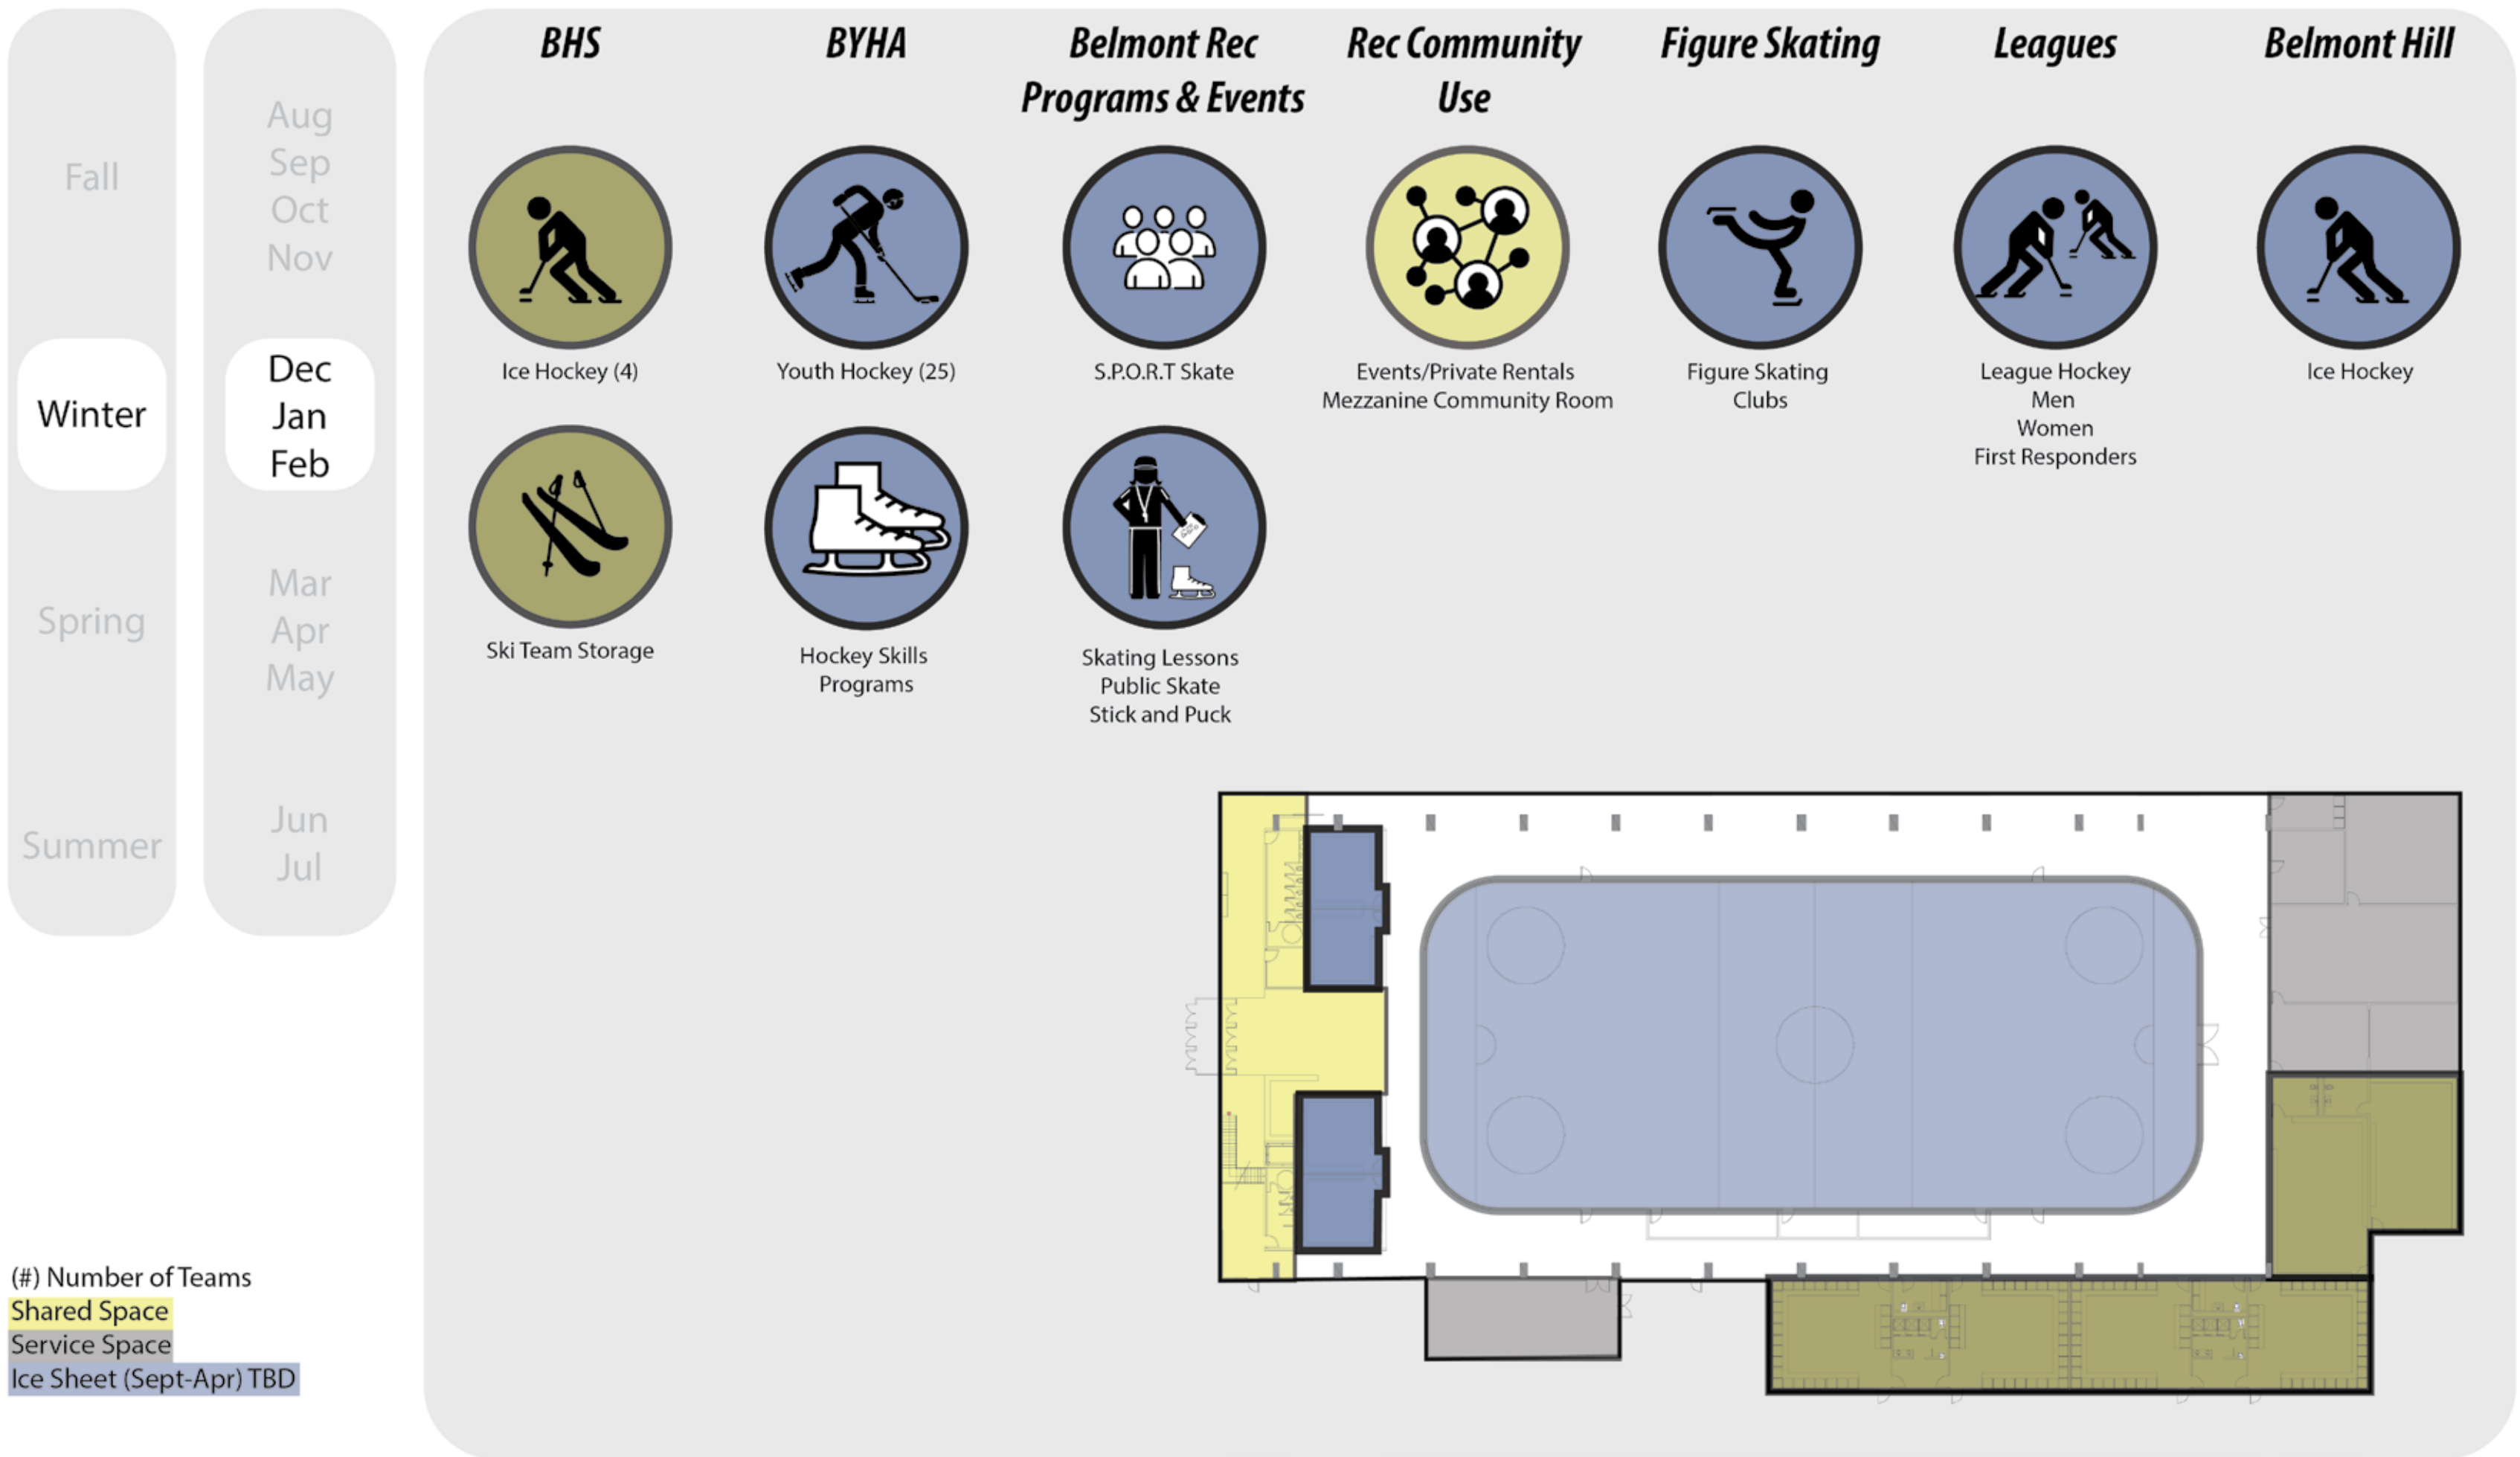 Fall
Winter
Spring
Summer
Aug
Sep
Oct
Nov
Dec
Jan
Feb
Mar
Apr
May
Jun
Jul
BHS
Ice Hockey (4)
Ski Team Storage
BYHA
Youth Hockey (25)
Hockey Skills
Programs
Belmont Rec
Programs & Events
S.P.O.R.T Skate
Skating Lessons
Public Skate
Stick and Puck
Rec Community
Use
Events/Private Rentals
Mezzanine Community Room
Figure Skating
Figure Skating
Clubs
Leagues
League Hockey
Men
Women
First Responders
Belmont Hill
Ice Hockey
(#) Number of Teams
Shared Space
Service Space
Ice Sheet (Sept-Apr) TBD